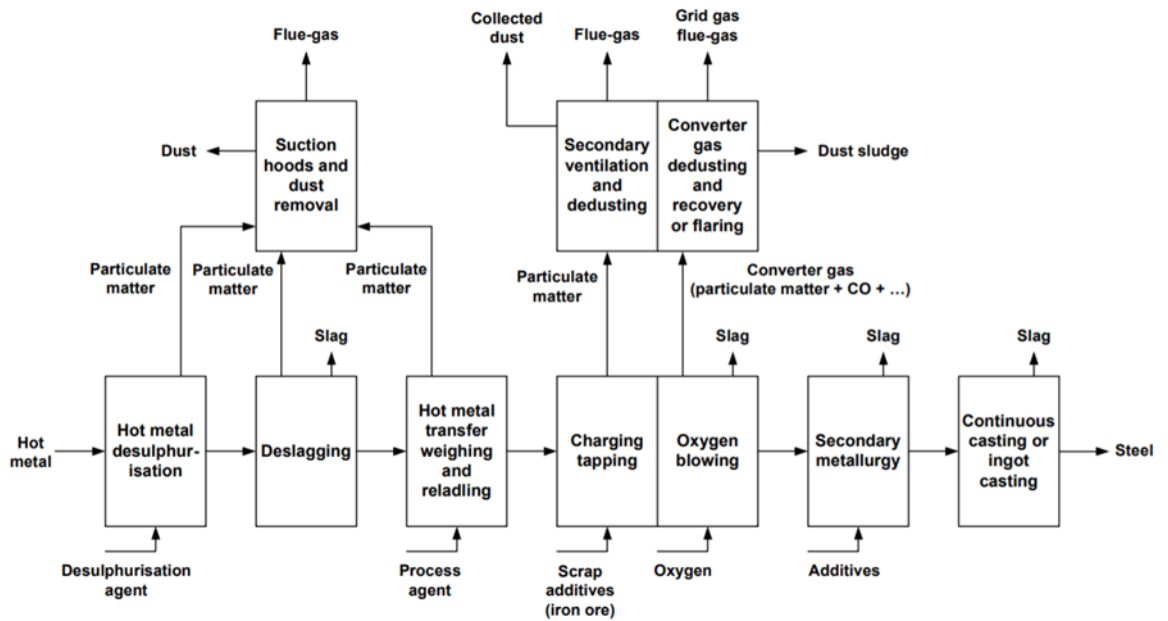 Flue-gas
Collected
dust
Flue-gas
Grid gas
flue-gas
Dust
Suction
hoods and
dust
removal
Secondary
ventilation
and
dedusting
Converter
gas
dedusting
and
recovery
or flaring
Dust sludge
Particulate
matter
Particulate
matter
Particulate
matter
Particulate
matter
Converter gas
(particulate matter + CO + ...)
Slag
Slag
Slag
Slag
Hot
metal
Hot metal
desulphur-
isation
Deslagging
Hot metal
transfer
weighing
and
reladling
Charging
tapping
Oxygen
blowing
Secondary
metallurgy
Continuous
casting or
ingot
casting
Steel
Desulphurisation
agent
Process
agent
Scrap
additives
(iron ore)
Oxygen
Additives